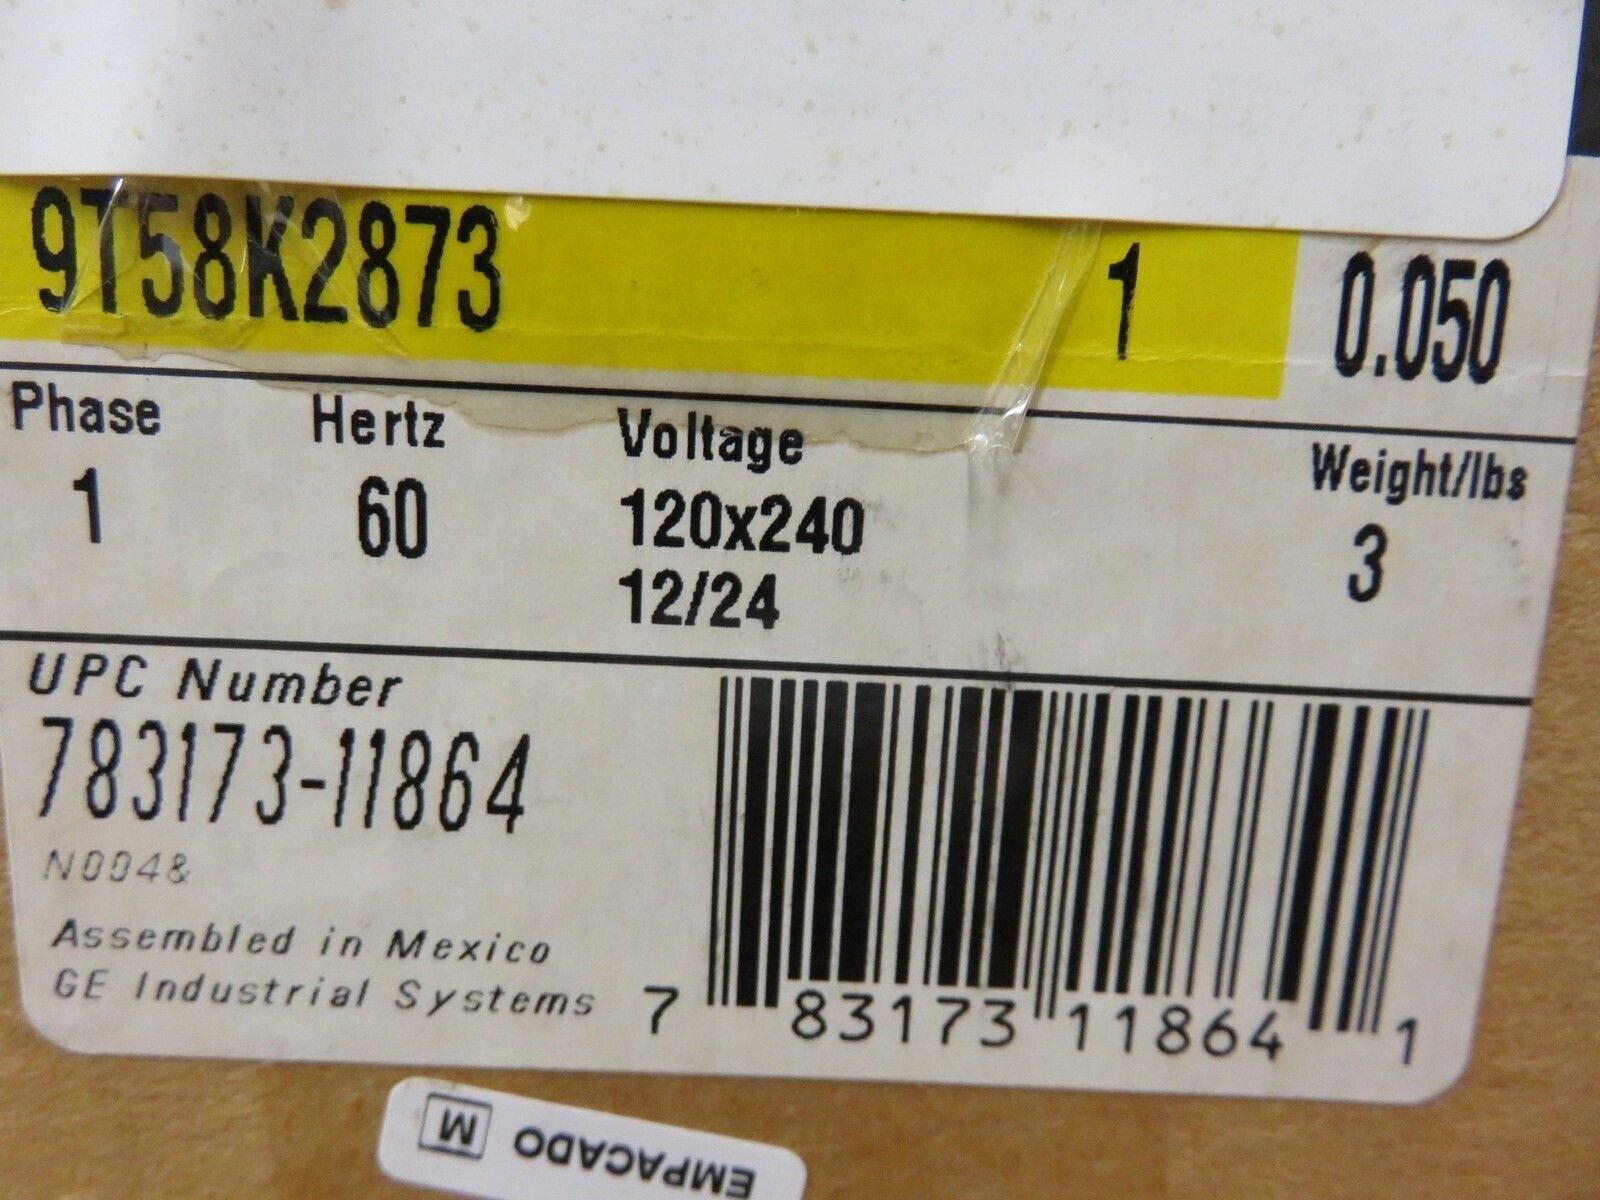 9T58K2873 1 0.050
Phase Hertz Voltage Weight/lbs
1 60 120x240 3
12/24
UPC Number
783173-11864
N004&
Assembled in Mexico
GE Industrial Systems
7 83173 11864 1
EMPACADO M